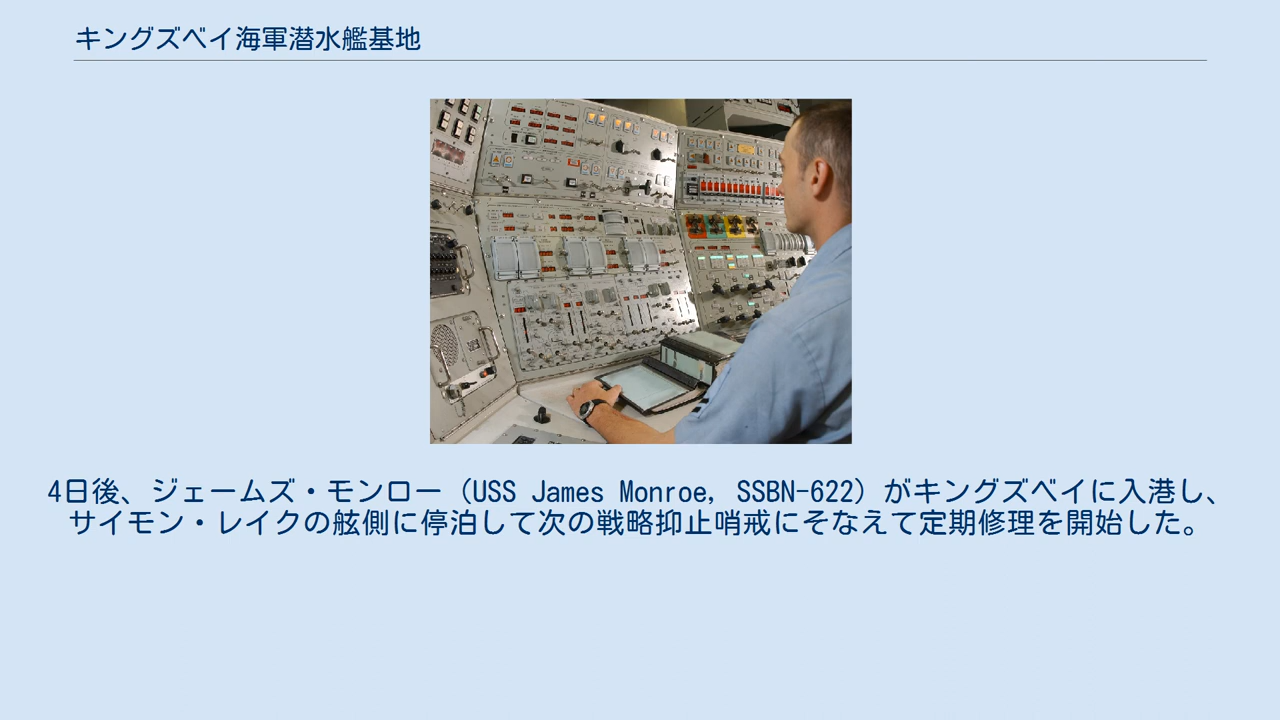 キングズベイ海軍潜水艦基地
4日後、ジェームズ・モンロー（USS James Monroe, SSBN-622）がキングズベイに入港し、
サイモン・レイクの舷側に停泊して次の戦略抑止哨戒にそなえて定期修理を開始した。